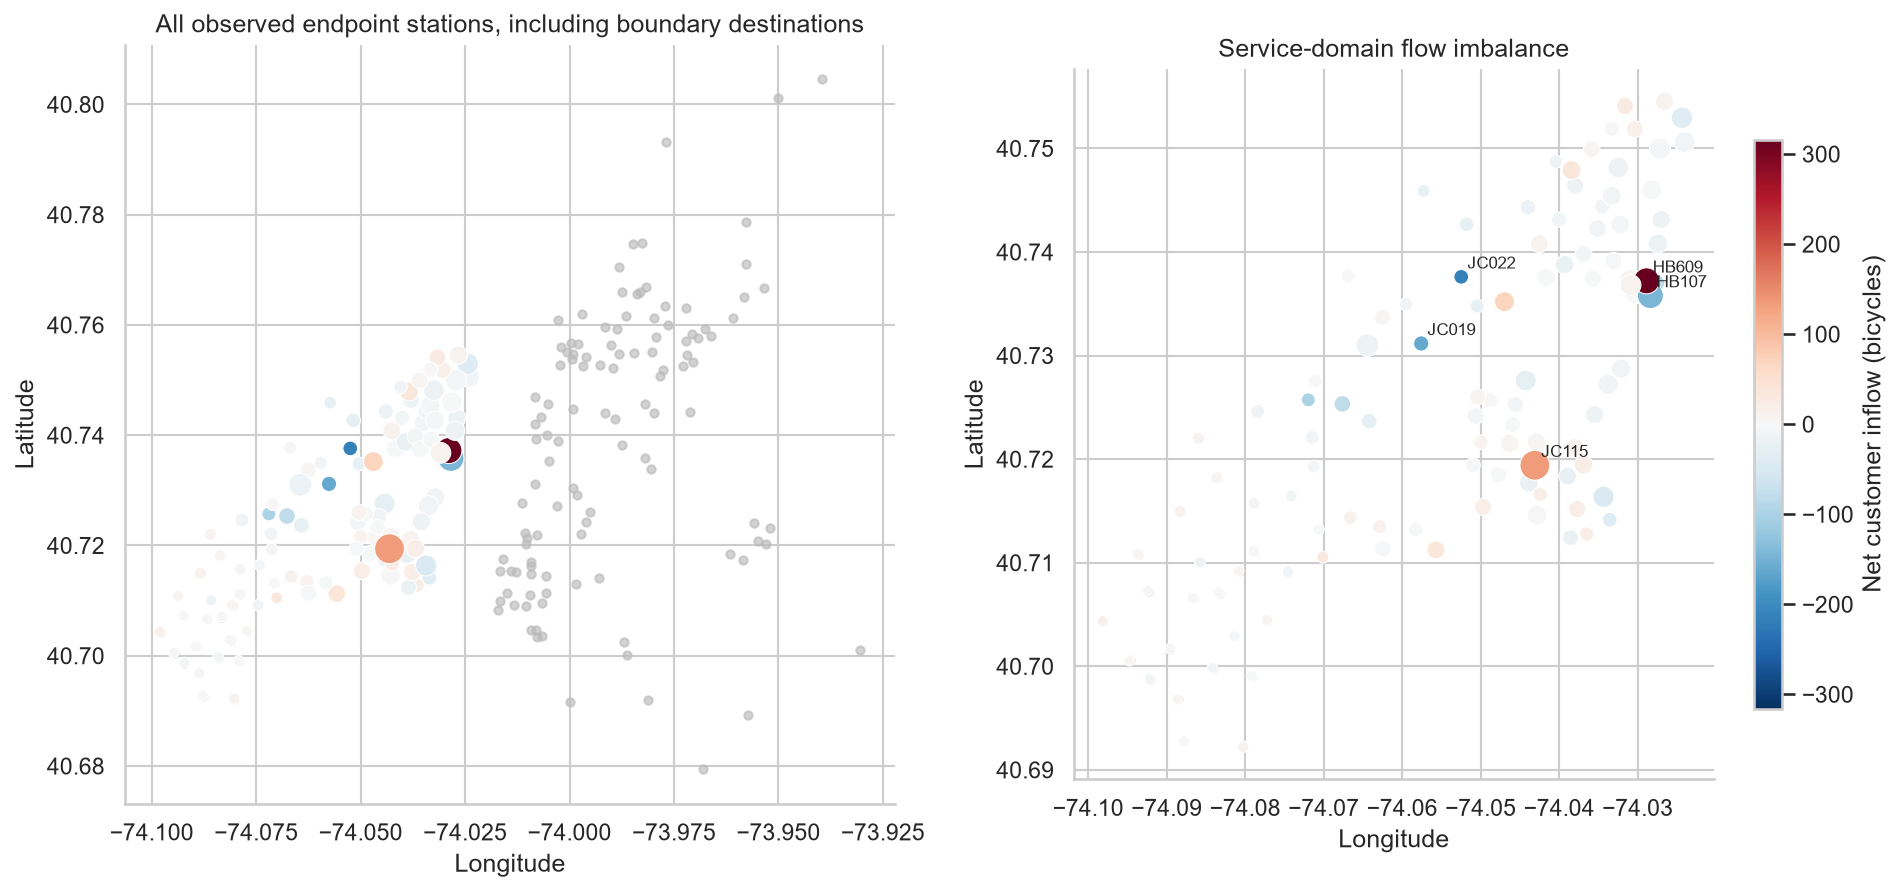 All observed endpoint stations, including boundary destinations
40.80
40.78
40.76
40.74
40.72
40.70
40.68
Latitude
−74.100 −74.075 −74.050 −74.025 −74.000 −73.975 −73.950 −73.925
Longitude
Service-domain flow imbalance
40.75
40.74
40.73
40.72
40.71
40.70
40.69
Latitude
JC022
HB609
HB107
JC019
JC115
−74.10 −74.09 −74.08 −74.07 −74.06 −74.05 −74.04 −74.03
Longitude
300
200
100
0
−100
−200
−300
Net customer inflow (bicycles)